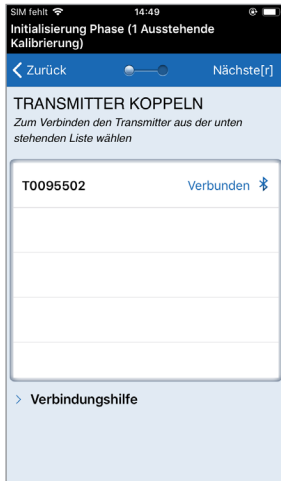 SIM fehlt 14:49
Initialisierung Phase (1 Ausstehende
Kalibrierung)
Zurück Nächste[r]
TRANSMITTER KOPPELN
Zum Verbinden den Transmitter aus der unten
stehenden Liste wählen
T0095502 Verbunden
Verbindungshilfe